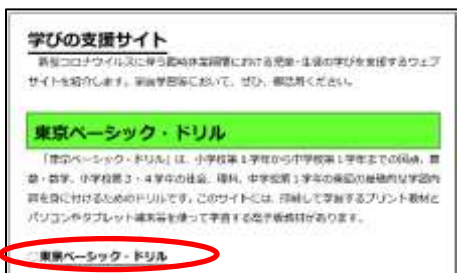 学びの支援サイト
新型コロナウイルスに伴う臨時休業期間における児童・生徒の学びを支援するウェブ
サイトを紹介します。家庭学習等において、ぜひ、御活用ください。
東京ベーシック・ドリル
「東京ベーシック・ドリル」は、小学校第1学年から中学校第1学年までの国語、算
数・数学、小学校第3・4学年の社会、理科、中学校第1学年の英語の基礎的な学習内
容を身に付けるためのドリルです。このサイトには、印刷して学習するプリント教材と
パソコンやタブレット端末等を使って学習する電子版教材があります。
東京ベーシック・ドリル